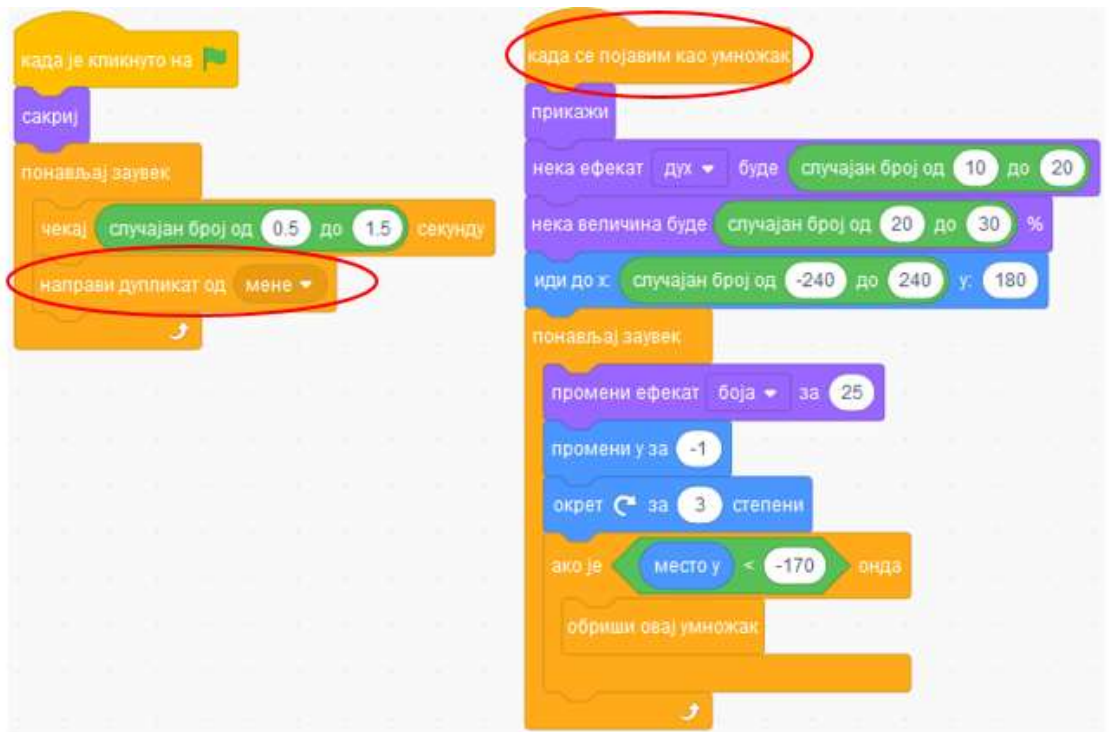 када је кликнуто на
сакриј
понављај заувек
чекај случајан број од 0.5 до 1.5 секунду
направи дупликат од мене
када се појавим као умножак
прикажи
нека ефекат дух буде случајан број од 10 до 20
нека величина буде случајан број од 20 до 30 %
иди до x: случајан број од -240 до 240 y: 180
понављај заувек
промени ефекат боја за 25
промени y за -1
окрет за 3 степени
ако је место y < -170 онда
обриши овај умножак